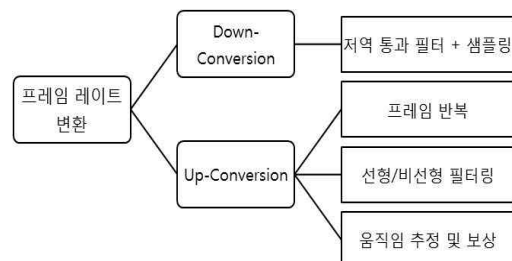 프레임 레이트
변환
Down-
Conversion
저역 통과 필터 + 샘플링
Up-Conversion
프레임 반복
선형/비선형 필터링
움직임 추정 및 보상